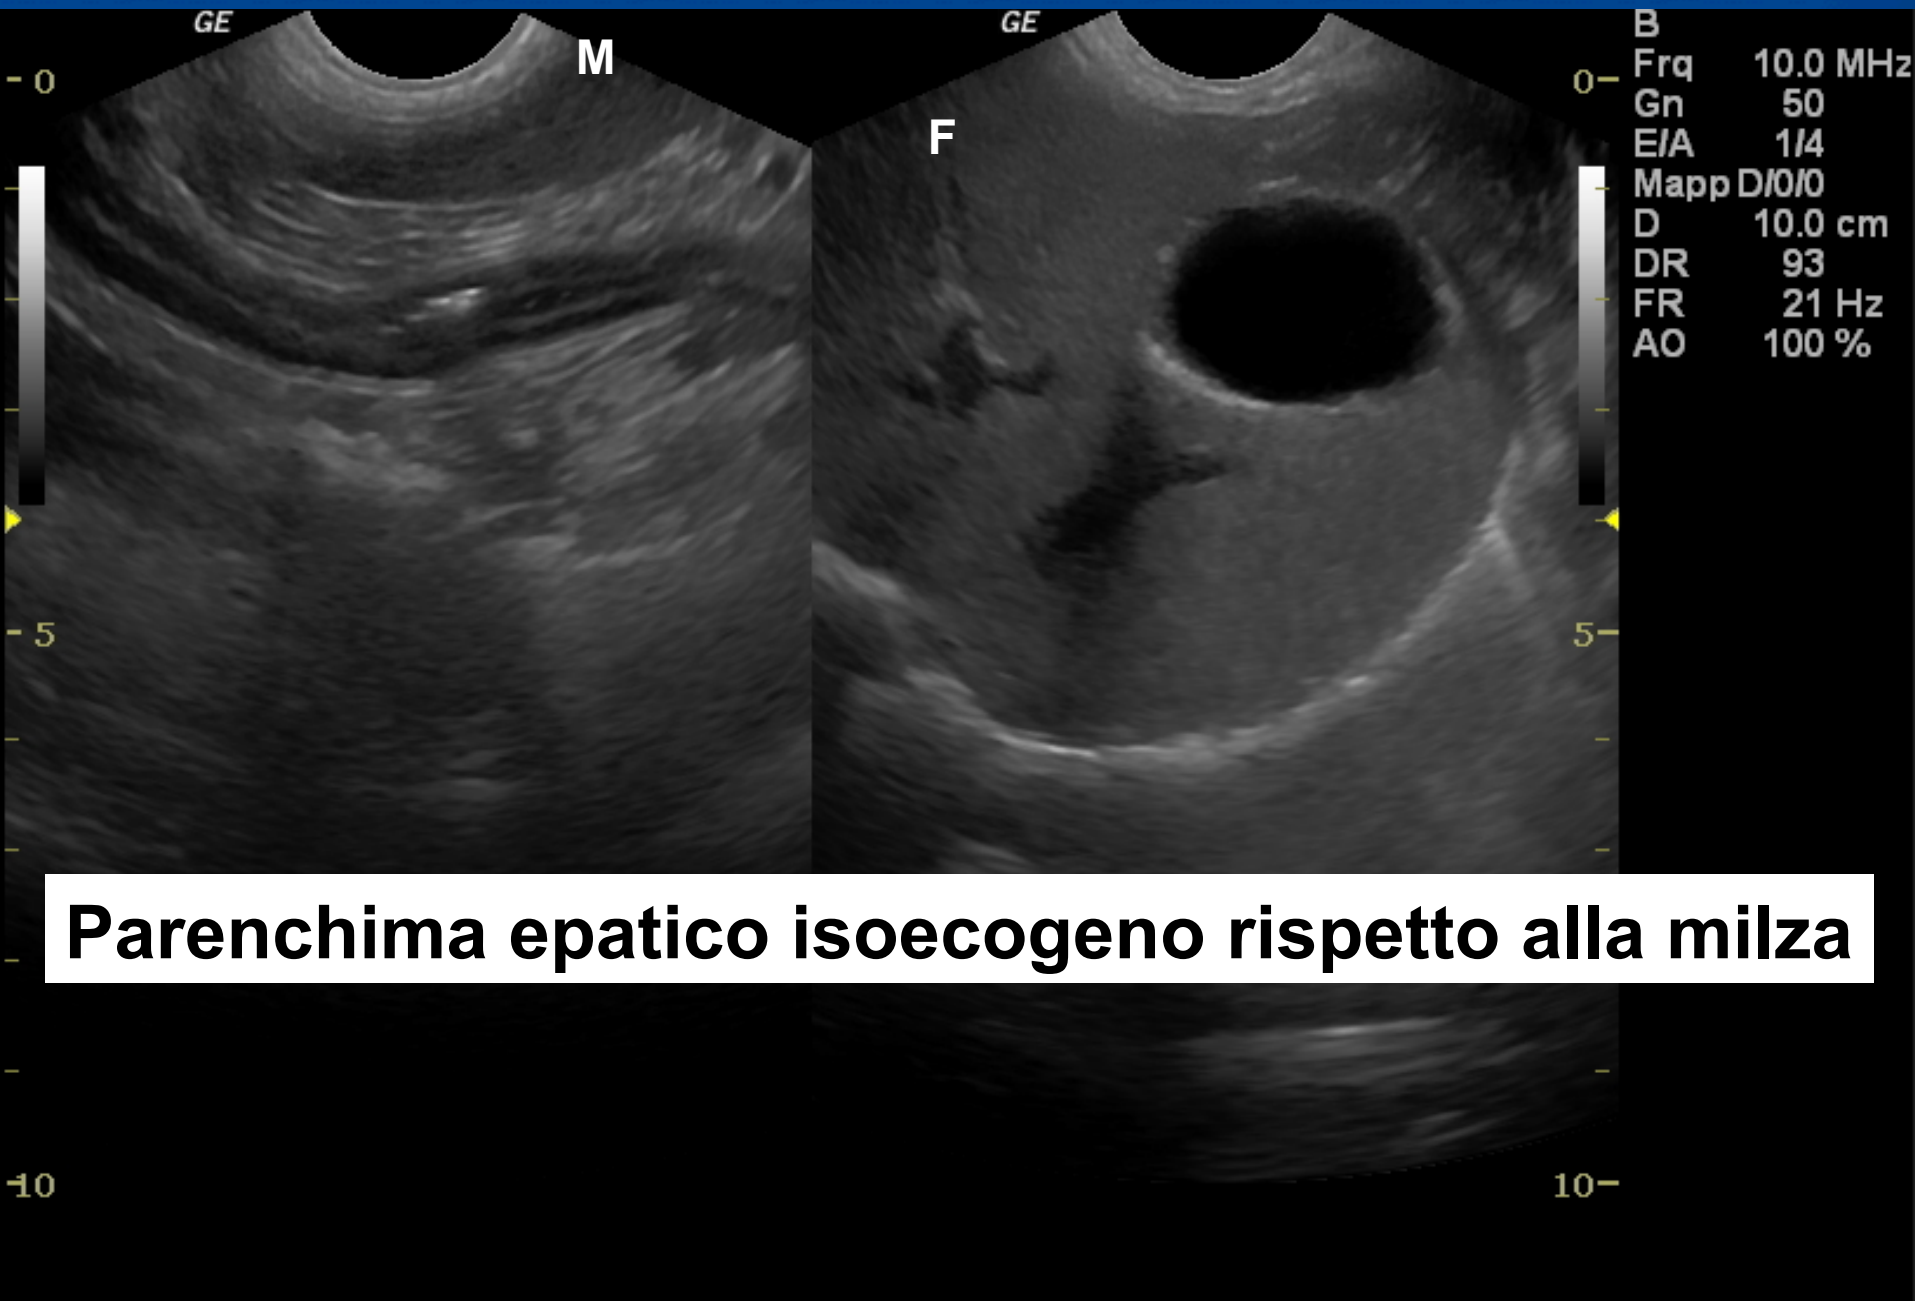 GE
M
0
5
10
GE
F
0
5
10
B
Frq 10.0 MHz
Gn 50
E/A 1/4
Mapp D/0/0
D 10.0 cm
DR 93
FR 21 Hz
AO 100 %
Parenchima epatico isoecogeno rispetto alla milza